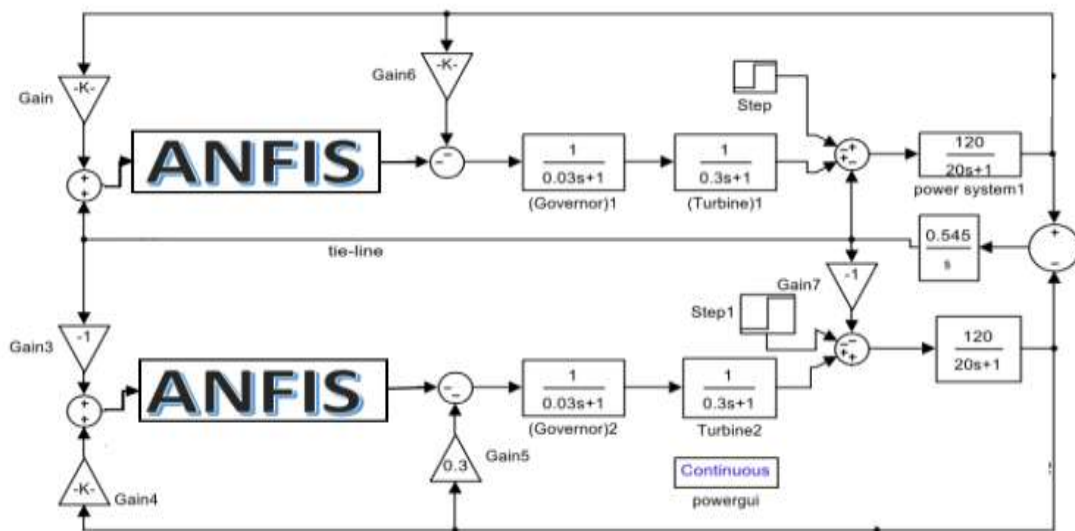 -K-
Gain
-K-
Gain6
Step
ANFIS
1
0.03s+1
(Governor)1
1
0.3s+1
(Turbine)1
120
20s+1
power system1
tie-line
0.545
s
-1
Gain7
Step1
-1
Gain3
ANFIS
1
0.03s+1
(Governor)2
1
0.3s+1
Turbine2
120
20s+1
0.3
Gain5
-K-
Gain4
Continuous
powergui